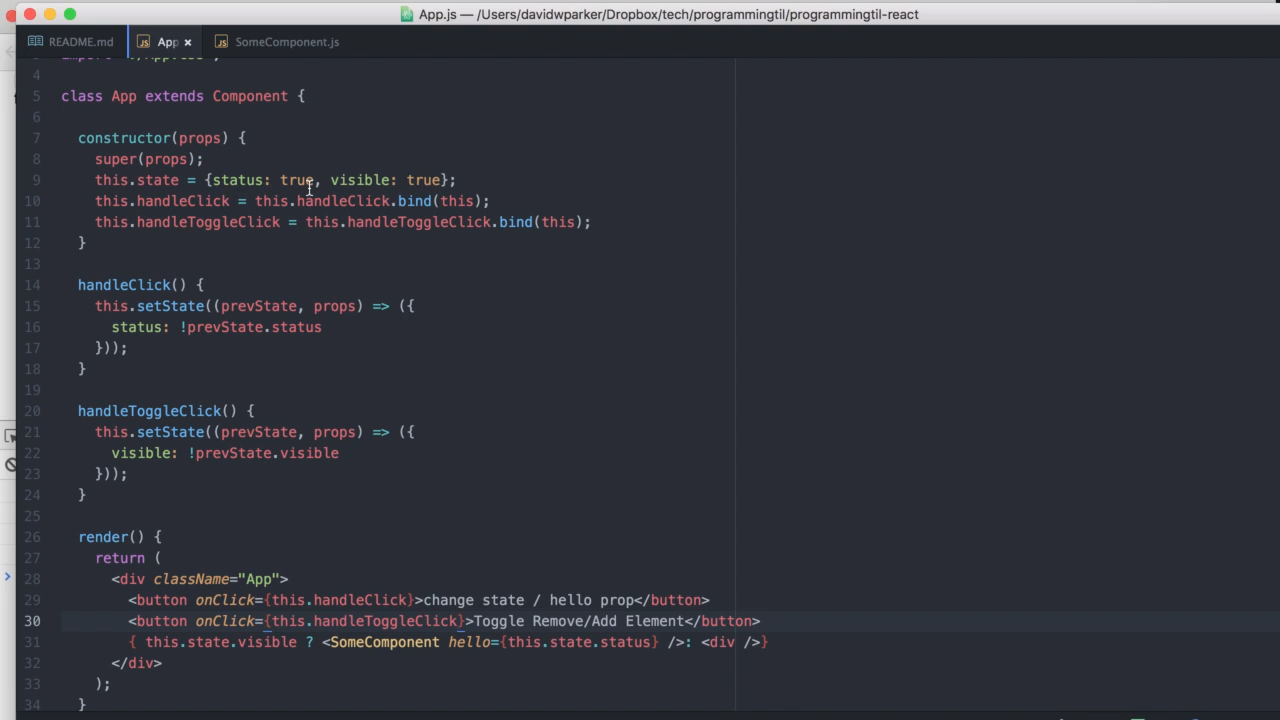 App.js — /Users/davidwparker/Dropbox/tech/programmingtil/programmingtil-react
README.md App SomeComponent.js
4
5 class App extends Component {
6
7 constructor(props) {
8 super(props);
9 this.state = {status: true, visible: true};
10 this.handleClick = this.handleClick.bind(this);
11 this.handleToggleClick = this.handleToggleClick.bind(this);
12 }
13
14 handleClick() {
15 this.setState((prevState, props) => ({
16 status: !prevState.status
17 }));
18 }
19
20 handleToggleClick() {
21 this.setState((prevState, props) => ({
22 visible: !prevState.visible
23 }));
24 }
25
26 render() {
27 return (
28 <div className="App">
29 <button onClick={this.handleClick}>change state / hello prop</button>
30 <button onClick={this.handleToggleClick}>Toggle Remove/Add Element</button>
31 { this.state.visible ? <SomeComponent hello={this.state.status} />: <div />}
32 </div>
33 );
34 }